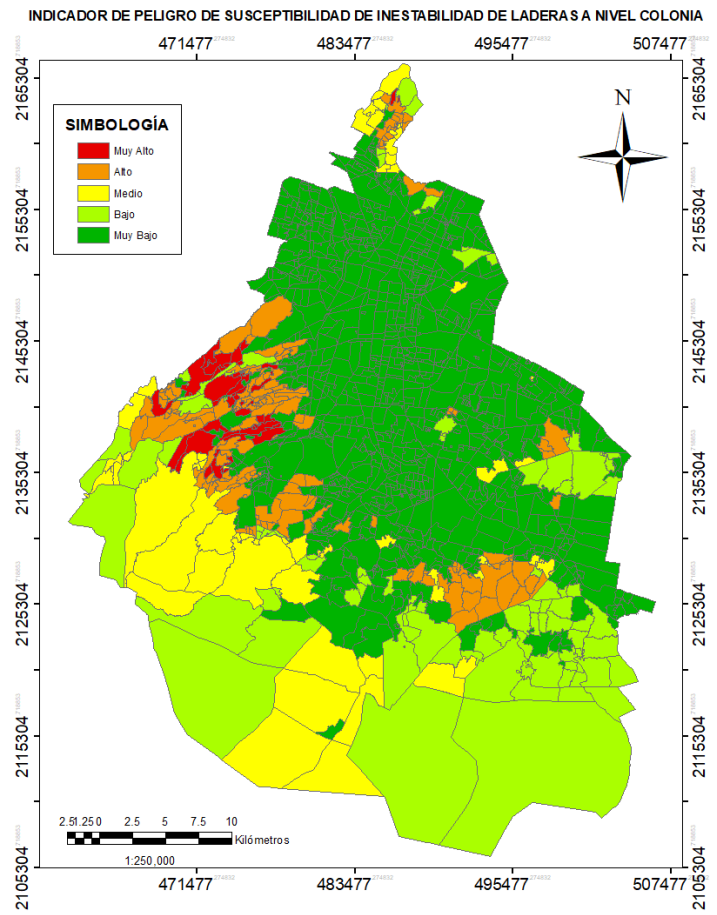 INDICADOR DE PELIGRO DE SUSCEPTIBILIDAD DE INESTABILIDAD DE LADERAS A NIVEL COLONIA
471477 483477 495477 507477
2165304
2165304
N
SIMBOLOGÍA
Muy Alto
Alto
Medio
Bajo
Muy Bajo
2155304
2155304
2145304
2145304
2135304
2135304
2125304
2125304
2115304
2115304
2.51.25 0 2.5 5 7.5 10
Kilómetros
1:250,000
2105304
2105304
471477 483477 495477 507477